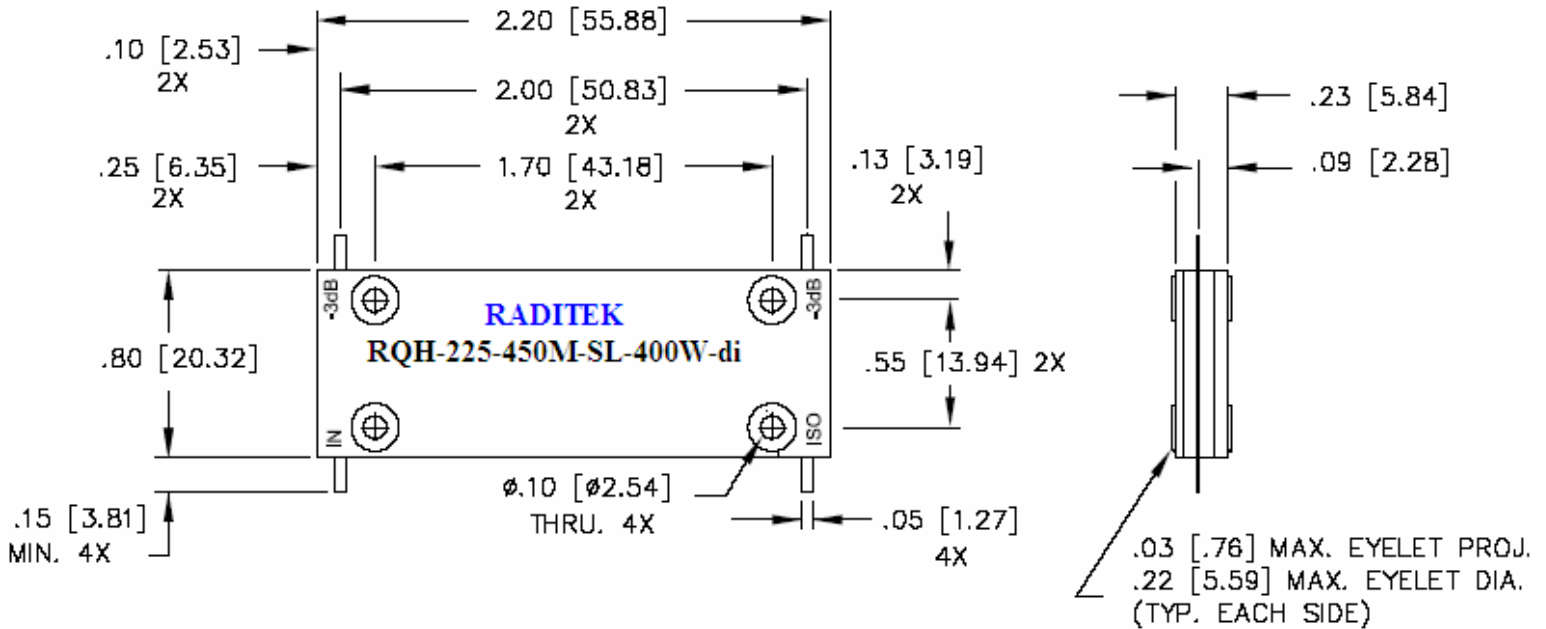 2.20 [55.88]
.10 [2.53]
2X
2.00 [50.83]
2X
.23 [5.84]
.25 [6.35]
2X
1.70 [43.18]
2X
.13 [3.19]
2X
.09 [2.28]
-3dB
-3dB
RADITEK
RQH-225-450M-SL-400W-di
.80 [20.32]
.55 [13.94] 2X
IN
ISO
ø.10 [ø2.54]
THRU. 4X
.15 [3.81]
MIN. 4X
.05 [1.27]
4X
.03 [.76] MAX. EYELET PROJ.
.22 [5.59] MAX. EYELET DIA.
(TYP. EACH SIDE)